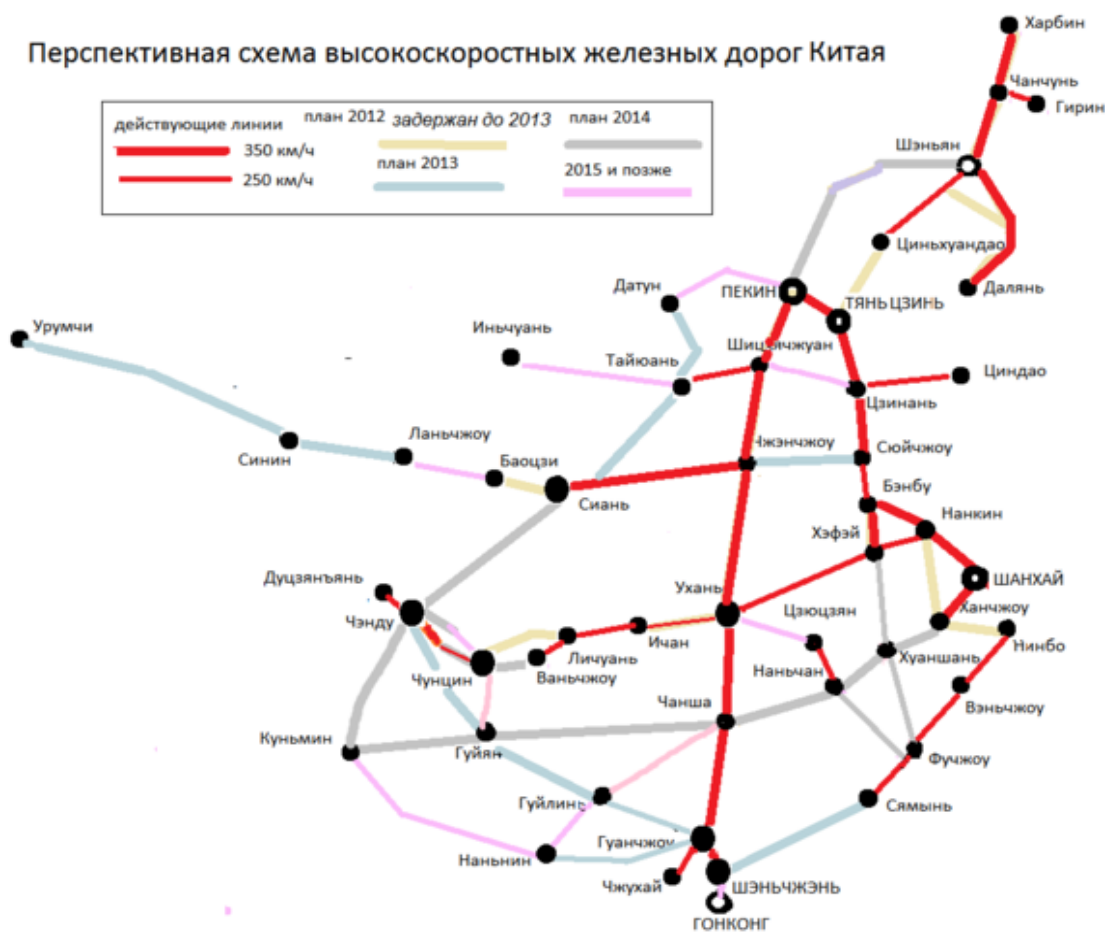 Харбин
Перспективная схема высокоскоростных железных дорог Китая
Чанчунь
Гирин
действующие линии
план 2012
задержан до 2013
план 2014
350 км/ч
план 2013
2015 и позже
250 км/ч
Шэньян
Циньхуандао
Датун
ПЕКИН
ТЯНЬЦЗИНЬ
Далянь
Урумчи
Иньчуань
Тайюань
Шицзячжуан
Циндао
Цзинань
Ланьчжоу
Чжэнчжоу
Сюйчжоу
Синин
Баоцзи
Сиань
Бэнбу
Нанкин
Хэфэй
Дуцзянъянь
Ухань
Цзюцзян
ШАНХАЙ
Ханчжоу
Чэнду
Ичан
Личуань
Нинбо
Чунцин
Ваньчжоу
Наньчан
Хуаншань
Чанша
Вэньчжоу
Куньмин
Гуйян
Фучжоу
Гуйлинь
Сямынь
Гуанчжоу
Наньнин
Чжухай
ШЭНЬЧЖЭНЬ
ГОНКОНГ